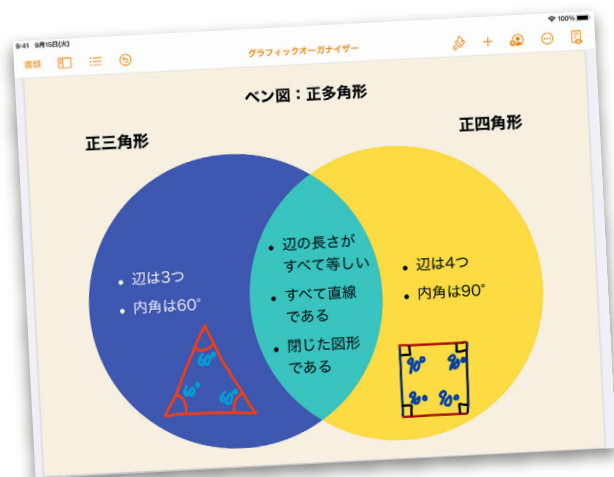 9:41 9月15日(火)
100%
書類
グラフィックオーガナイザー
ベン図：正多角形
正三角形
正四角形
• 辺は3つ
• 内角は60°
• 辺の長さが
すべて等しい
• すべて直線
である
• 閉じた図形
である
• 辺は4つ
• 内角は90°
60°
60°
60°
90°
90°
90°
90°